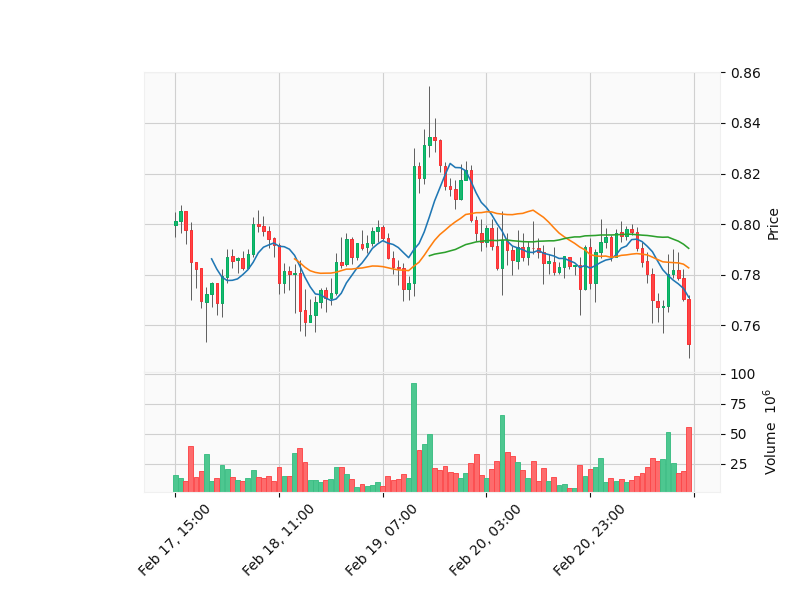 0.86
0.84
0.82
0.80
0.78
0.76
Price
100
75
50
25
Volume 10⁶
Feb 17, 15:00
Feb 18, 11:00
Feb 19, 07:00
Feb 20, 03:00
Feb 20, 23:00